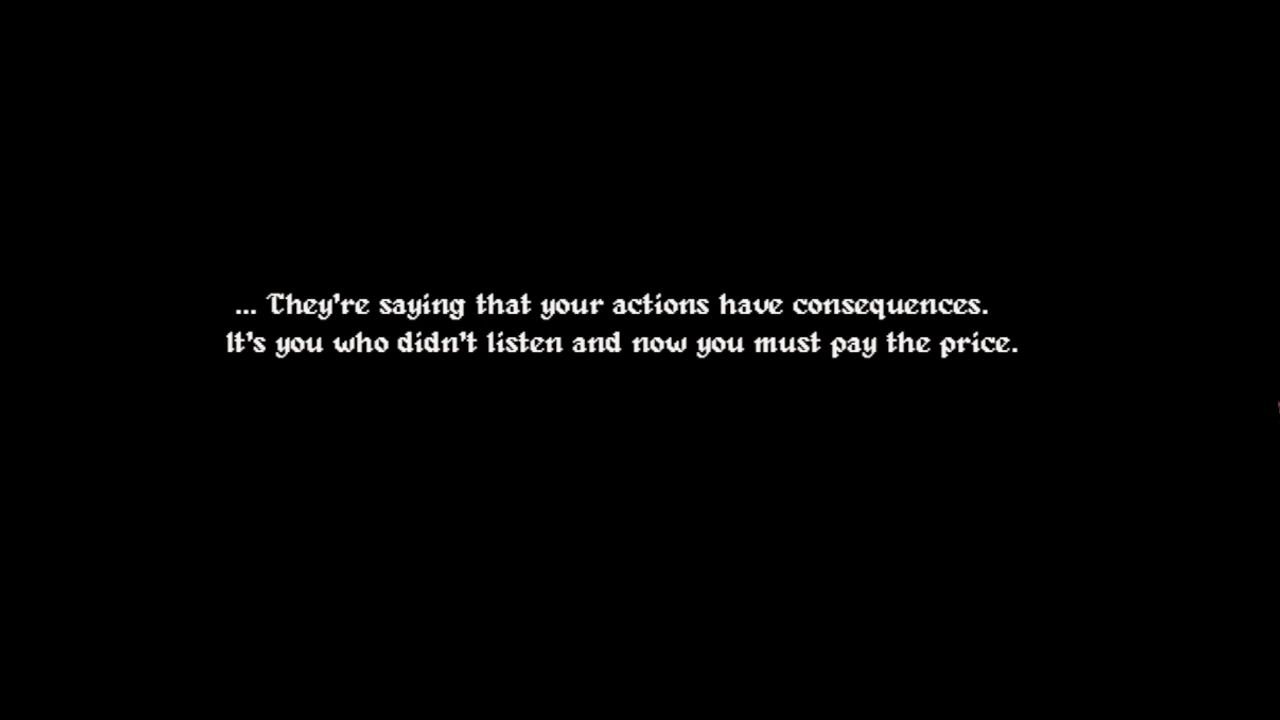 ... They're saying that your actions have consequences.
It's you who didn't listen and now you must pay the price.